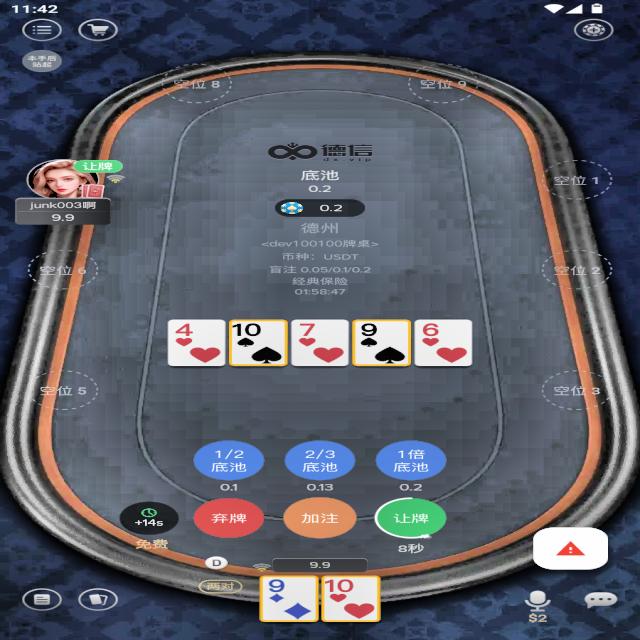 11:42
本手后
站起
空位 8
空位 9
德信
dx.vip
底池
0.2
让牌
junk003啊
9.9
空位 1
0.2
德州
<dev100100牌桌>
币种：USDT
盲注 0.05/0.1/0.2
经典保险
01:58:47
空位 6
空位 2
4
10
7
9
6
空位 5
空位 3
1/2
底池
2/3
底池
1倍
底池
0.1
0.13
0.2
+14s
弃牌
加注
让牌
免费
8秒
D
9.9
两对
9
10
$2